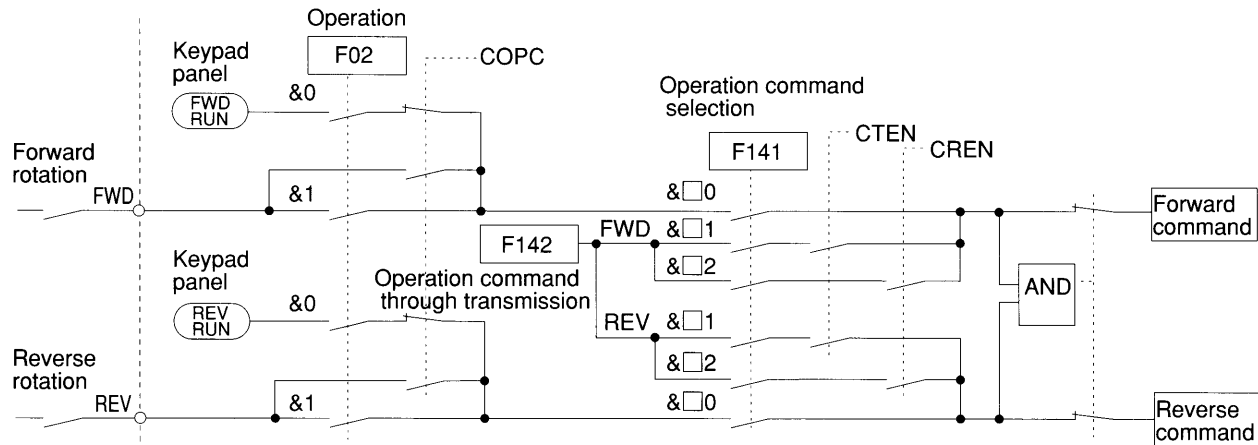 Operation
F02
COPC
Keypad
panel
FWD
RUN
&0
Operation command
selection
F141
CTEN
CREN
Forward
rotation
FWD
&1
&□0
Forward
command
F142
FWD
&□1
&□2
Operation command
through transmission
AND
Keypad
panel
REV
RUN
&0
REV
&□1
&□2
Reverse
rotation
REV
&1
&□0
Reverse
command